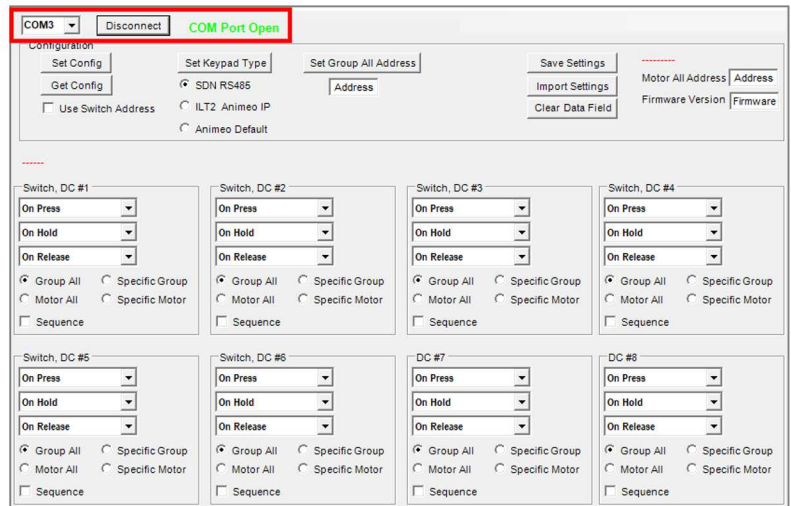 COM3 Disconnect COM Port Open
Configuration
Set Config Set Keypad Type Set Group All Address Save Settings ---------
Get Config SDN RS485 Address Import Settings Motor All Address Address
Use Switch Address ILT2 Animeo IP Clear Data Field Firmware Version Firmware
Animeo Default
------
Switch, DC #1 Switch, DC #2 Switch, DC #3 Switch, DC #4
On Press On Press On Press On Press
On Hold On Hold On Hold On Hold
On Release On Release On Release On Release
Group All Specific Group Group All Specific Group Group All Specific Group Group All Specific Group
Motor All Specific Motor Motor All Specific Motor Motor All Specific Motor Motor All Specific Motor
Sequence Sequence Sequence Sequence
Switch, DC #5 Switch, DC #6 DC #7 DC #8
On Press On Press On Press On Press
On Hold On Hold On Hold On Hold
On Release On Release On Release On Release
Group All Specific Group Group All Specific Group Group All Specific Group Group All Specific Group
Motor All Specific Motor Motor All Specific Motor Motor All Specific Motor Motor All Specific Motor
Sequence Sequence Sequence Sequence